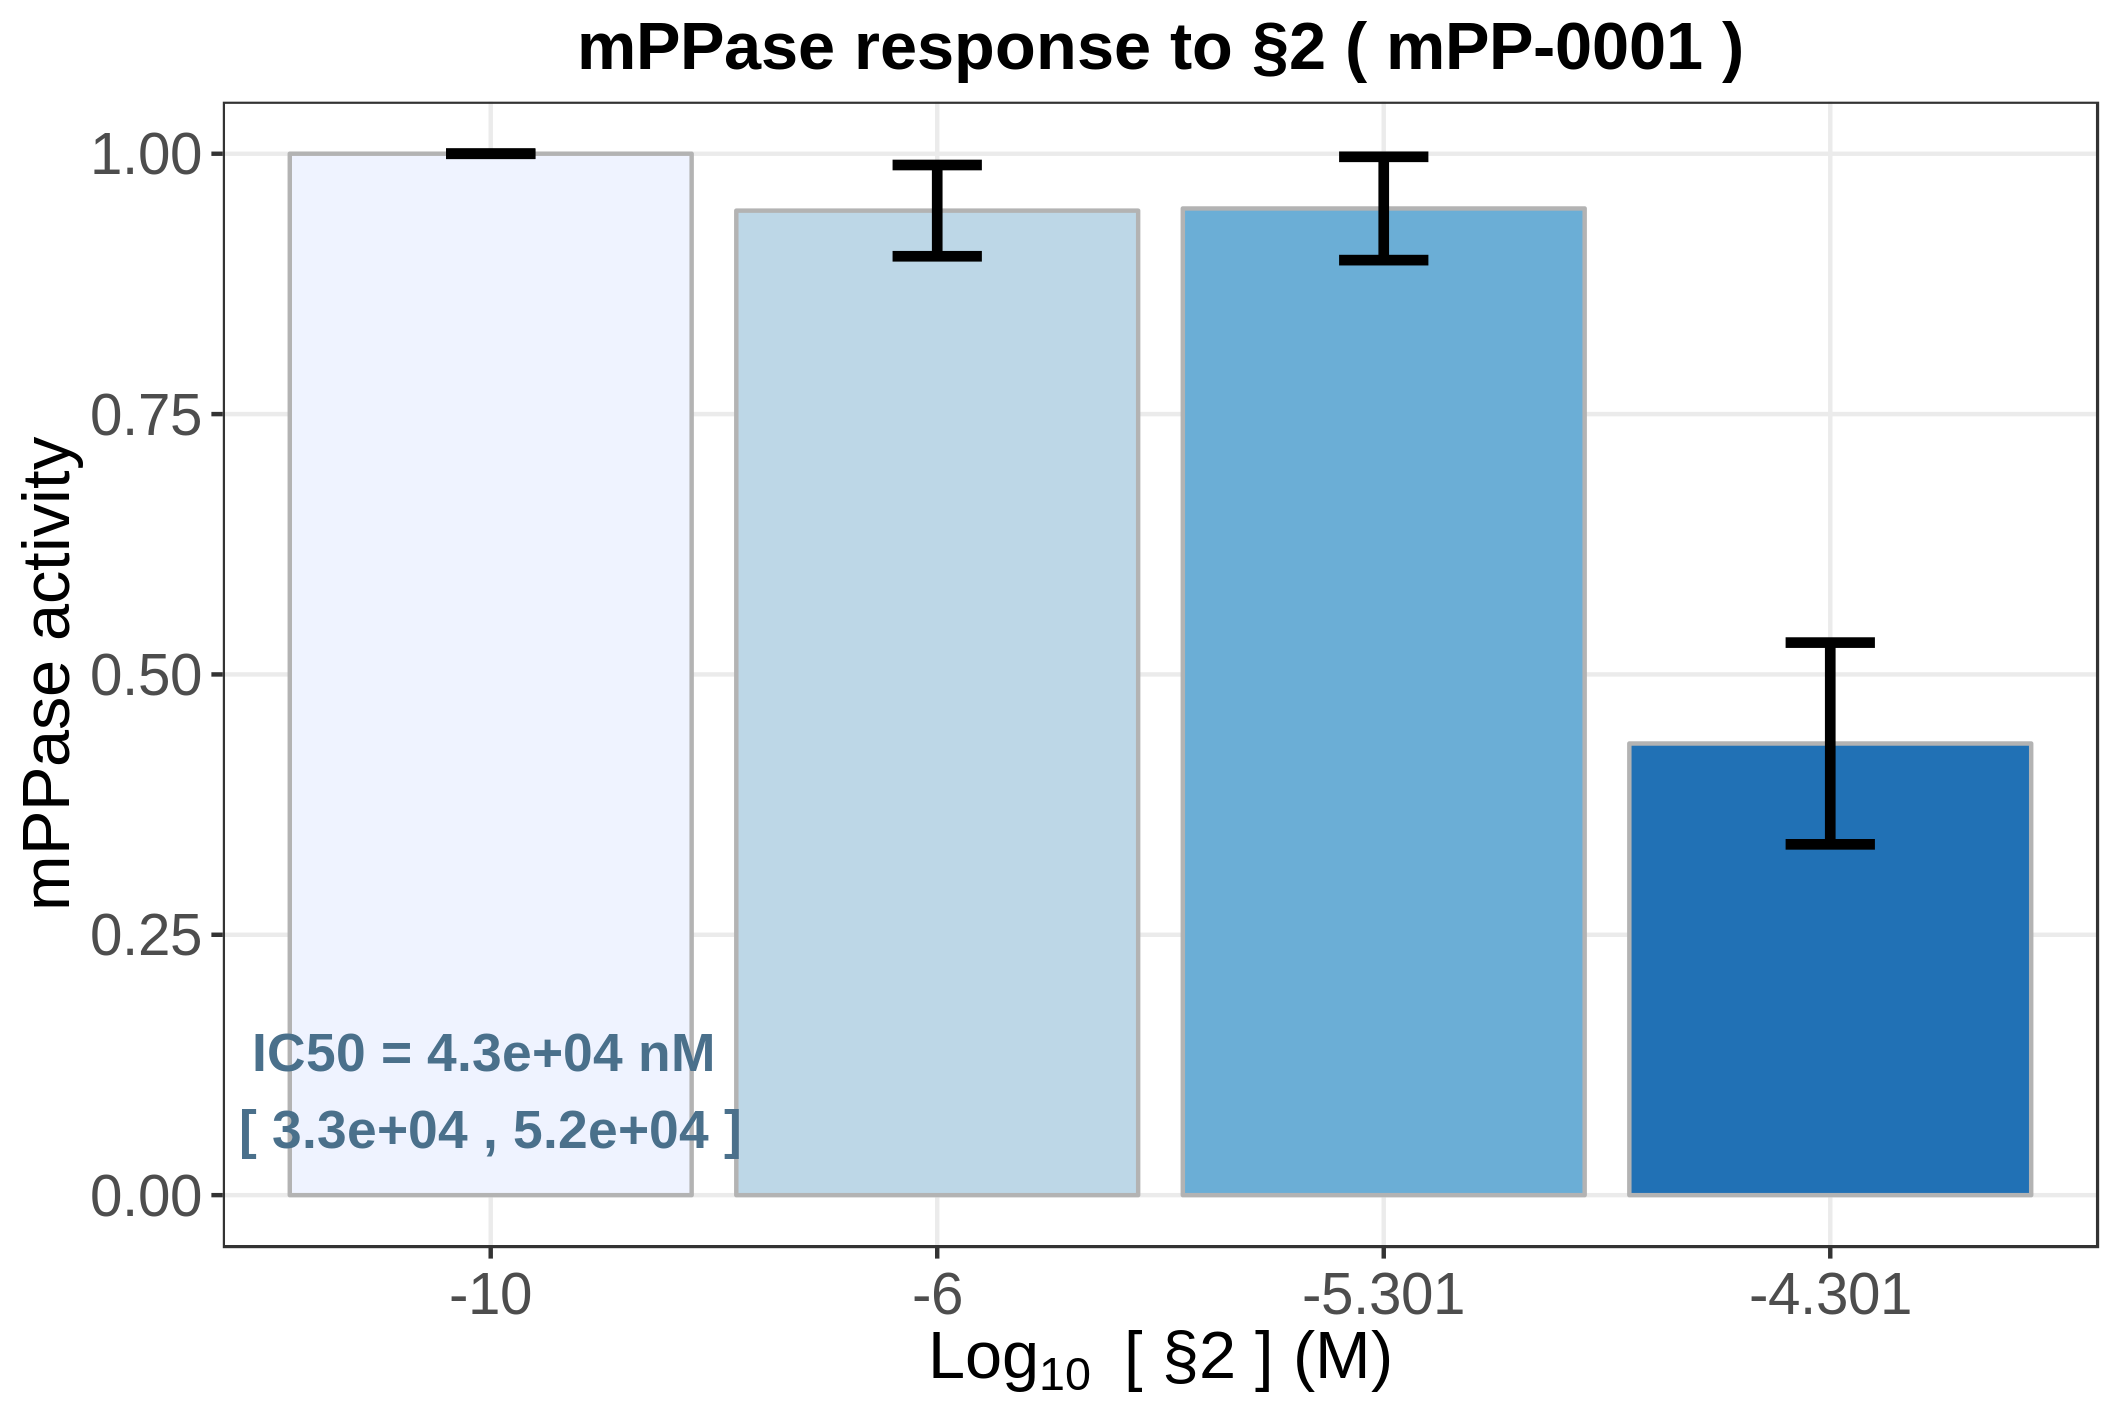 mPPase response to §2 ( mPP-0001 )
mPPase activity
1.00
0.75
0.50
0.25
0.00
IC50 = 4.3e+04 nM
[ 3.3e+04 , 5.2e+04 ]
-10
-6
-5.301
-4.301
Log₁₀ [ §2 ] (M)